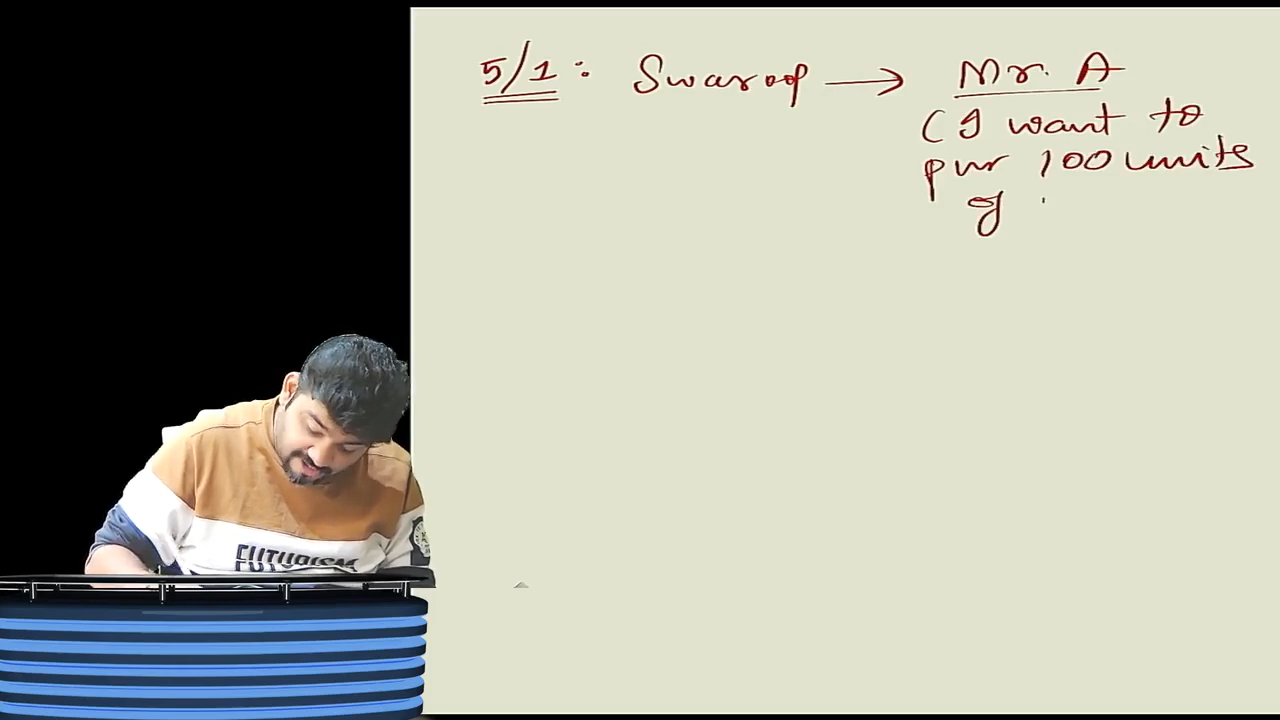 5/1: Swaroop → Mr. A
(I want to
pur 100 units
of
FUTURISM